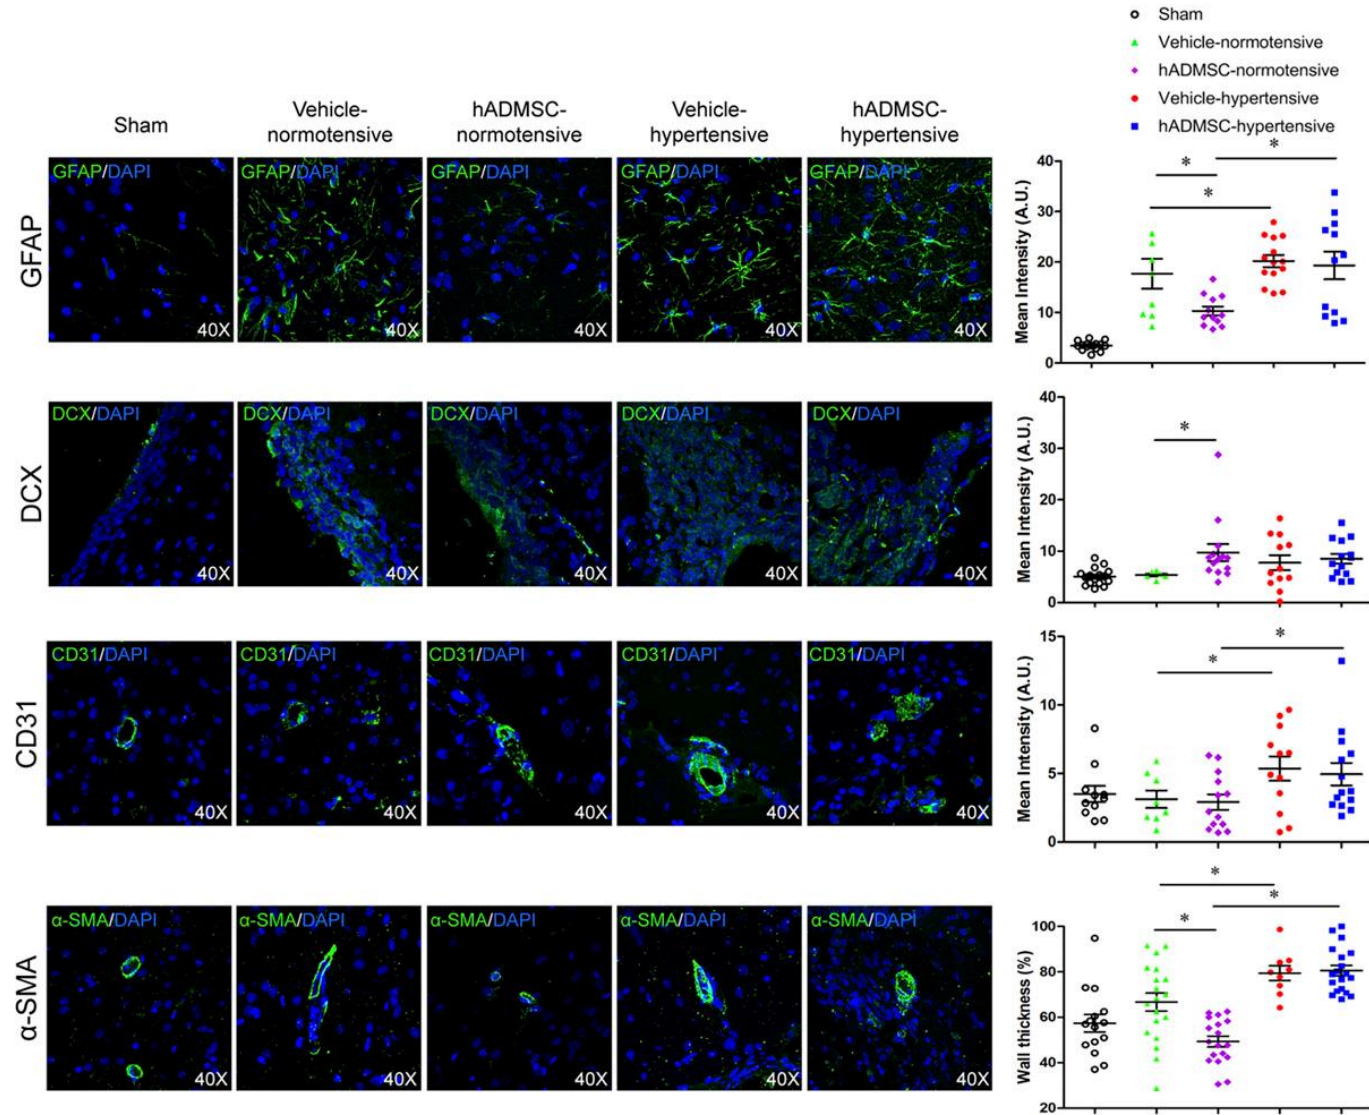 Sham
Vehicle-normotensive
hADMSC-normotensive
Vehicle-hypertensive
hADMSC-hypertensive
Sham
Vehicle-
normotensive
hADMSC-
normotensive
Vehicle-
hypertensive
hADMSC-
hypertensive
GFAP
GFAP/DAPI
40X
GFAP/DAPI
40X
GFAP/DAPI
40X
GFAP/DAPI
40X
GFAP/DAPI
40X
Mean Intensity (A.U.)
40
30
20
10
0
*
*
*
DCX
DCX/DAPI
40X
DCX/DAPI
40X
DCX/DAPI
40X
DCX/DAPI
40X
DCX/DAPI
40X
Mean Intensity (A.U.)
40
30
20
10
0
*
CD31
CD31/DAPI
40X
CD31/DAPI
40X
CD31/DAPI
40X
CD31/DAPI
40X
CD31/DAPI
40X
Mean Intensity (A.U.)
15
10
5
0
*
*
α-SMA
α-SMA/DAPI
40X
α-SMA/DAPI
40X
α-SMA/DAPI
40X
α-SMA/DAPI
40X
α-SMA/DAPI
40X
Wall thickness (%)
100
80
60
40
20
*
*
*